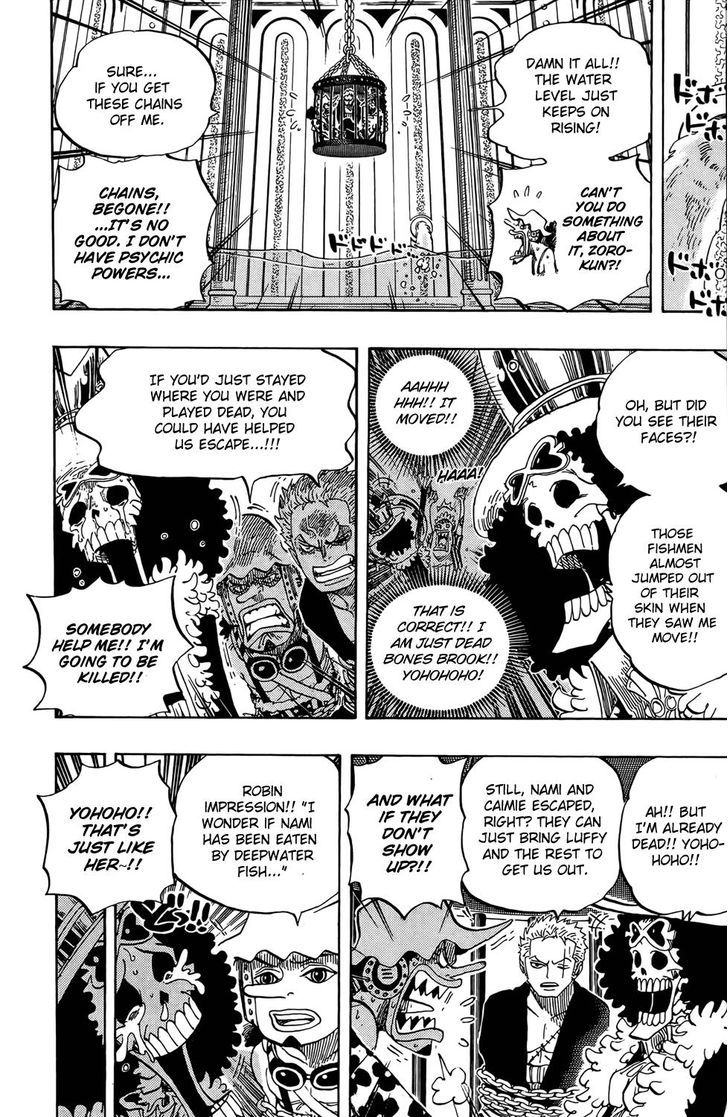 DAMN IT ALL!!
THE WATER
LEVEL JUST
KEEPS ON
RISING!
CAN'T
YOU DO
SOMETHING
ABOUT
IT, ZORO-
KUN?!
SURE...
IF YOU GET
THESE CHAINS
OFF ME.
CHAINS,
BEGONE!!
...IT'S NO
GOOD. I DON'T
HAVE PSYCHIC
POWERS...
ドドドド
OH, BUT DID
YOU SEE THEIR
FACES?!
THOSE
FISHMEN
ALMOST
JUMPED OUT
OF THEIR
SKIN WHEN
THEY SAW ME
MOVE!!
AAHHH
HHH!! IT
MOVED!!
HAAA!
THAT IS
CORRECT!! I
AM JUST DEAD
BONES BROOK!!
YOHOHOHO!
IF YOU'D JUST STAYED
WHERE YOU WERE AND
PLAYED DEAD, YOU
COULD HAVE HELPED
US ESCAPE...!!!
SOMEBODY
HELP ME!! I'M
GOING TO BE
KILLED!!
AH!! BUT
I'M ALREADY
DEAD!! YOHO-
HOHO!!
STILL, NAMI AND
CAIMIE ESCAPED,
RIGHT? THEY CAN
JUST BRING LUFFY
AND THE REST TO
GET US OUT.
AND WHAT
IF THEY
DON'T
SHOW
UP?!!
ROBIN
IMPRESSION!! "I
WONDER IF NAMI
HAS BEEN EATEN
BY DEEPWATER
FISH..."
YOHOHO!!
THAT'S
JUST LIKE
HER~!!